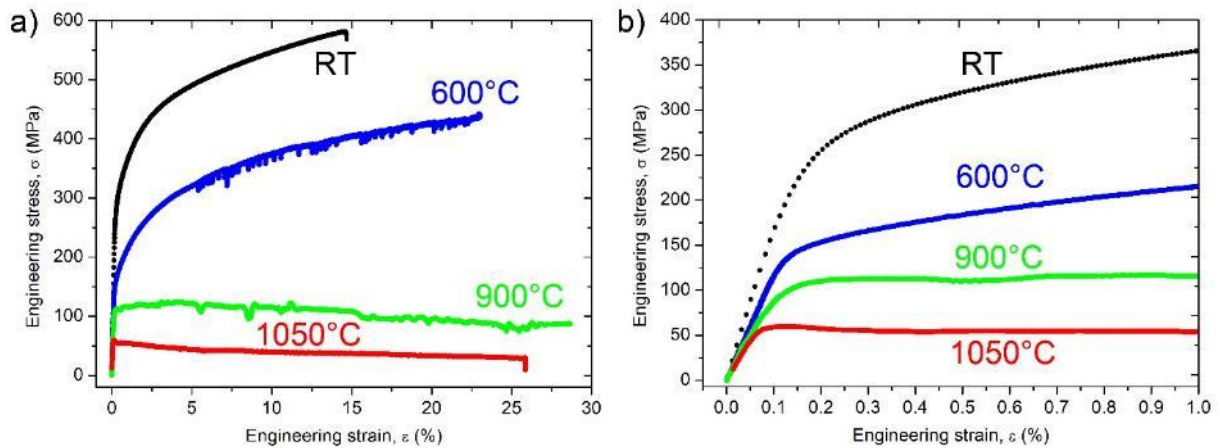 a)
600
500
400
300
200
100
0
Engineering stress, σ (MPa)
RT
600°C
900°C
1050°C
0
5
10
15
20
25
30
Engineering strain, ε (%)
b)
400
350
300
250
200
150
100
50
0
Engineering stress, σ (MPa)
RT
600°C
900°C
1050°C
0.0
0.1
0.2
0.3
0.4
0.5
0.6
0.7
0.8
0.9
1.0
Engineering strain, ε (%)